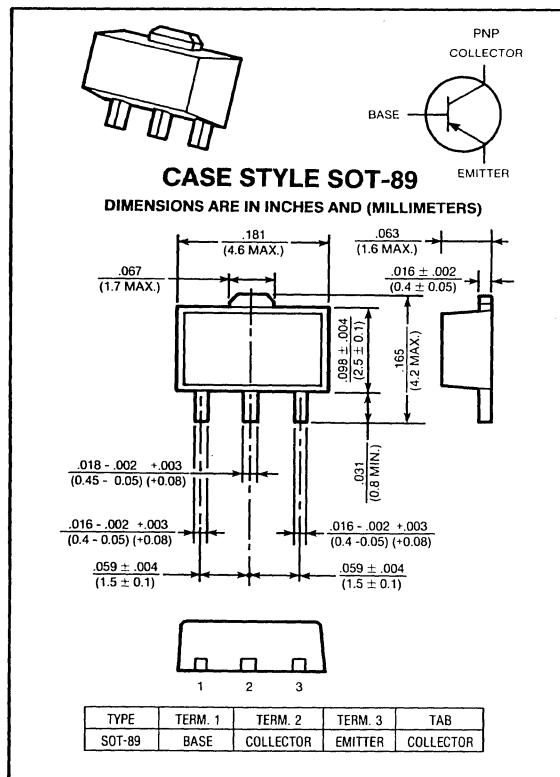 PNP
COLLECTOR
BASE
EMITTER
CASE STYLE SOT-89
DIMENSIONS ARE IN INCHES AND (MILLIMETERS)
.181
(4.6 MAX.)
.063
(1.6 MAX.)
.067
(1.7 MAX.)
.016 ± .002
(0.4 ± 0.05)
.098 ± .004
(2.5 ± 0.1)
.165
(4.2 MAX.)
.031
(0.8 MIN.)
.018 - .002 +.003
(0.45 - 0.05) (+0.08)
.016 -.002 +.003
(0.4 -0.05) (+0.08)
.016 -.002 +.003
(0.4 -0.05) (+0.08)
.059 ± .004
(1.5 ± 0.1)
.059 ± .004
(1.5 ± 0.1)
1 2 3
TYPE TERM. 1 TERM. 2 TERM. 3 TAB
SOT-89 BASE COLLECTOR EMITTER COLLECTOR